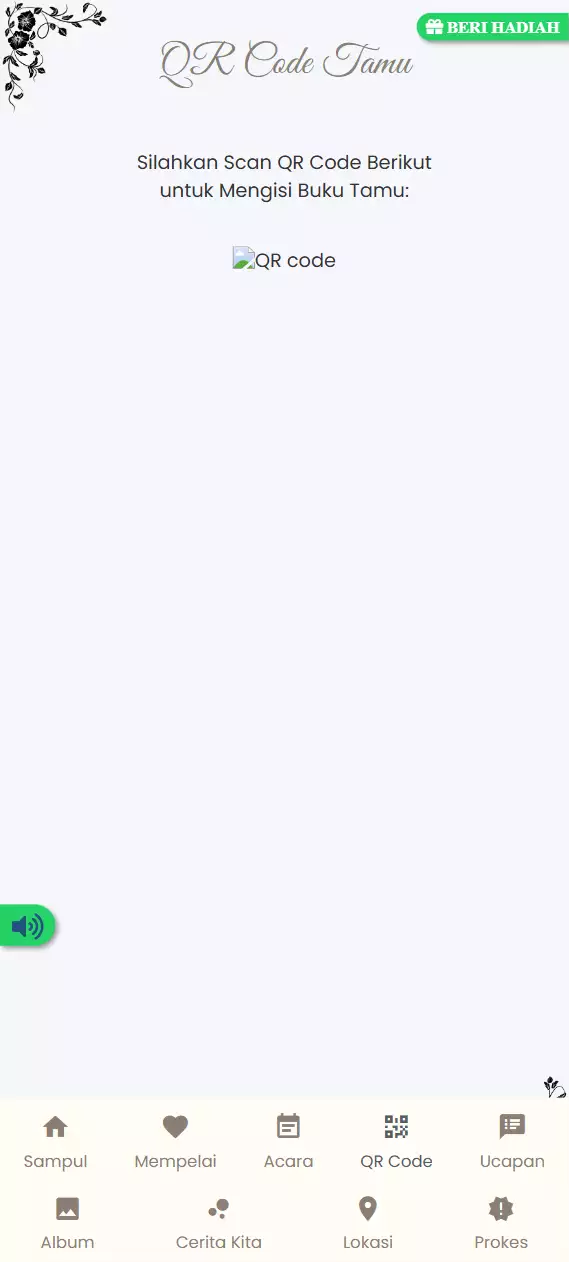 BERI HADIAH
QR Code Tamu
Silahkan Scan QR Code Berikut
untuk Mengisi Buku Tamu:
QR code
Sampul
Mempelai
Acara
QR Code
Ucapan
Album
Cerita Kita
Lokasi
Prokes